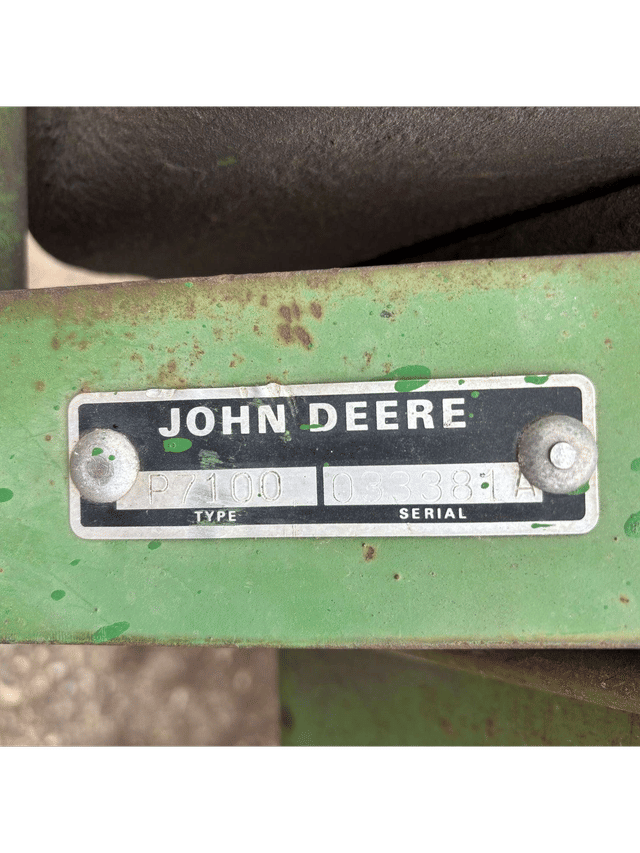 JOHN DEERE
P7100 033381A
TYPE SERIAL